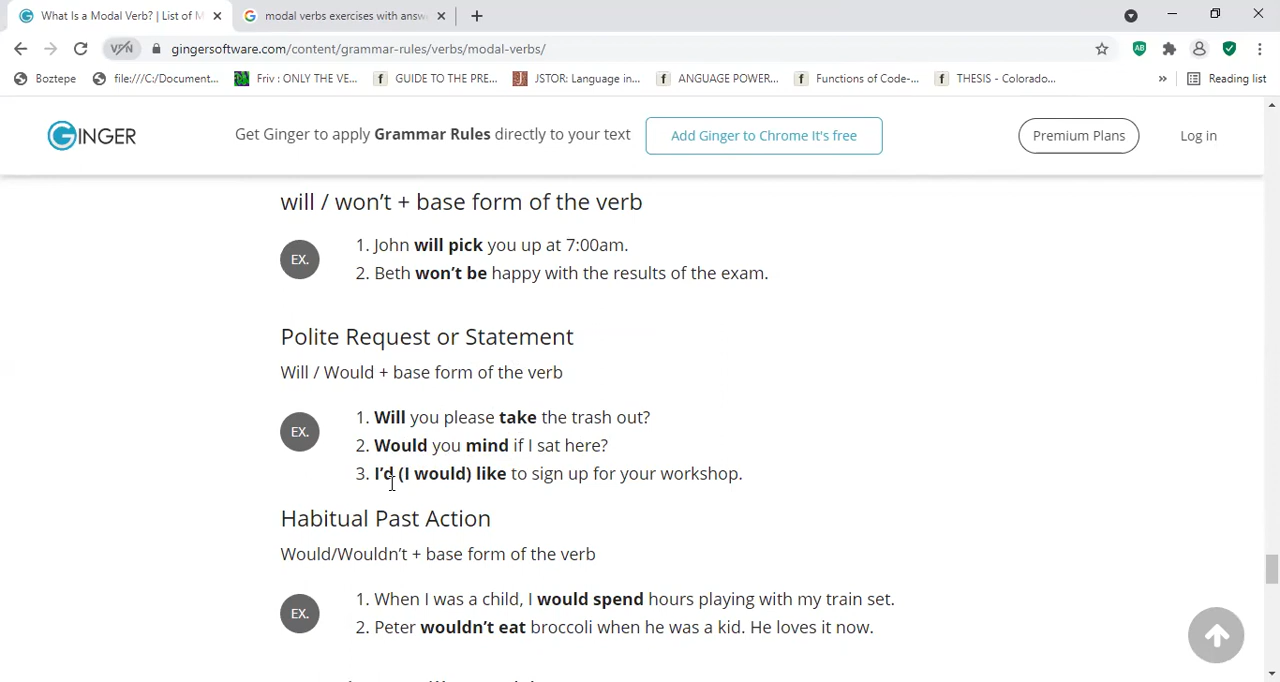 What Is a Modal Verb? | List of M
modal verbs exercises with answ
VPN
gingersoftware.com/content/grammar-rules/verbs/modal-verbs/
AB
Boztepe
file:///C:/Document...
Friv : ONLY THE VE...
GUIDE TO THE PRE...
JSTOR: Language in...
ANGUAGE POWER...
Functions of Code-...
THESIS - Colorado...
»
Reading list
GINGER
Get Ginger to apply Grammar Rules directly to your text
Add Ginger to Chrome It's free
Premium Plans
Log in
will / won’t + base form of the verb
EX.
1. John will pick you up at 7:00am.
2. Beth won’t be happy with the results of the exam.
Polite Request or Statement
Will / Would + base form of the verb
EX.
1. Will you please take the trash out?
2. Would you mind if I sat here?
3. I’d (I would) like to sign up for your workshop.
Habitual Past Action
Would/Wouldn’t + base form of the verb
EX.
1. When I was a child, I would spend hours playing with my train set.
2. Peter wouldn’t eat broccoli when he was a kid. He loves it now.